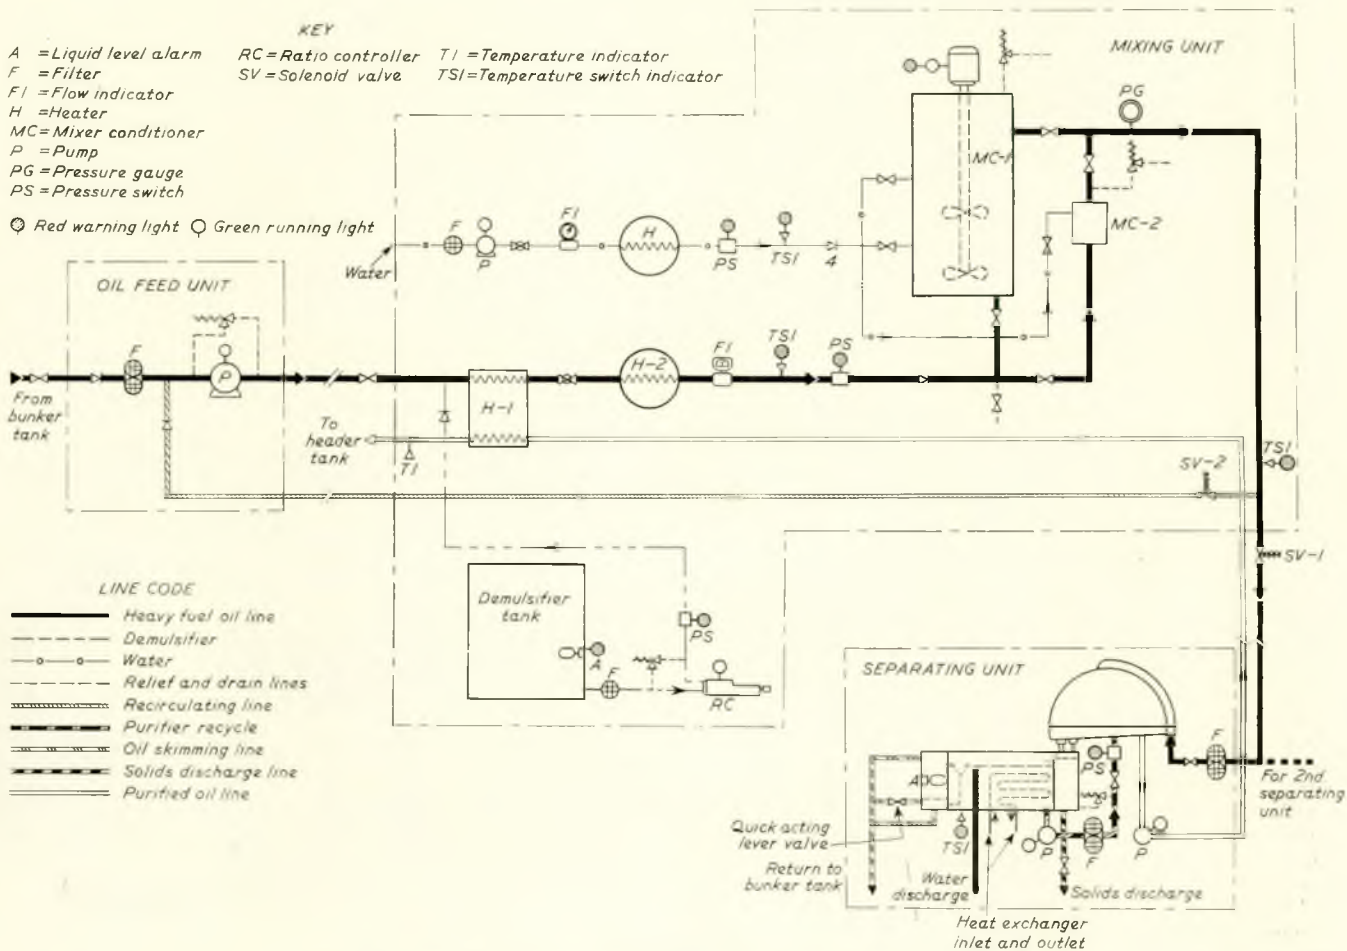 KEY
A = Liquid level alarm
F = Filter
FI = Flow indicator
H = Heater
MC = Mixer conditioner
P = Pump
PG = Pressure gauge
PS = Pressure switch
RC = Ratio controller
SV = Solenoid valve
TI = Temperature indicator
TSI = Temperature switch indicator
Red warning light
Green running light
MIXING UNIT
PG
MC-1
MC-2
Water
F
P
FI
H
PS
TSI
4
OIL FEED UNIT
F
P
From
bunker
tank
H-1
H-2
FI
TSI
PS
To
header
tank
TI
SV-2
TSI
SV-1
Demulsifier
tank
A
F
PS
RC
LINE CODE
Heavy fuel oil line
Demulsifier
Water
Relief and drain lines
Recirculating line
Purifier recycle
Oil skimming line
Solids discharge line
Purified oil line
SEPARATING UNIT
A
PS
F
For 2nd
separating
unit
Quick acting
lever valve
TSI
P
F
P
Return to
bunker tank
Water
discharge
Solids discharge
Heat exchanger
inlet and outlet